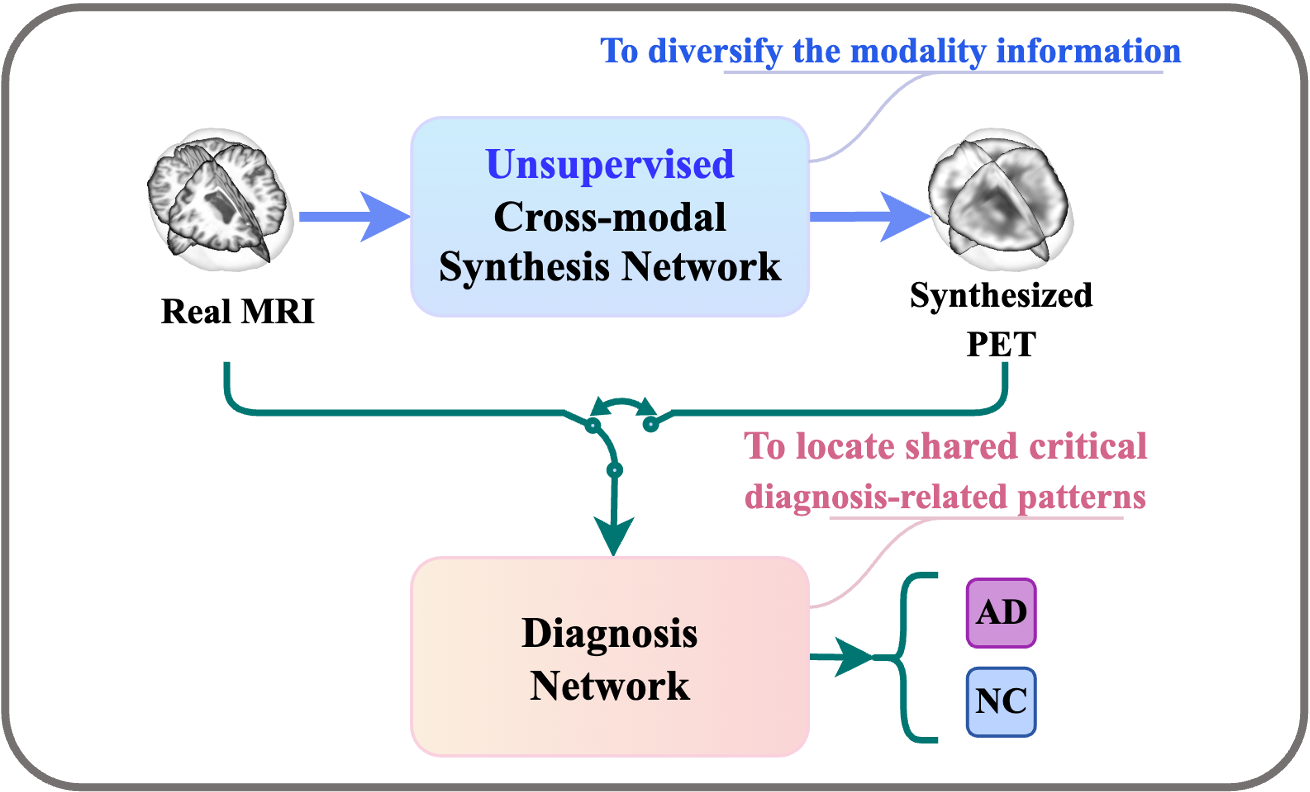 To diversify the modality information
Unsupervised
Cross-modal
Synthesis Network
Real MRI
Synthesized
PET
To locate shared critical
diagnosis-related patterns
Diagnosis
Network
AD
NC